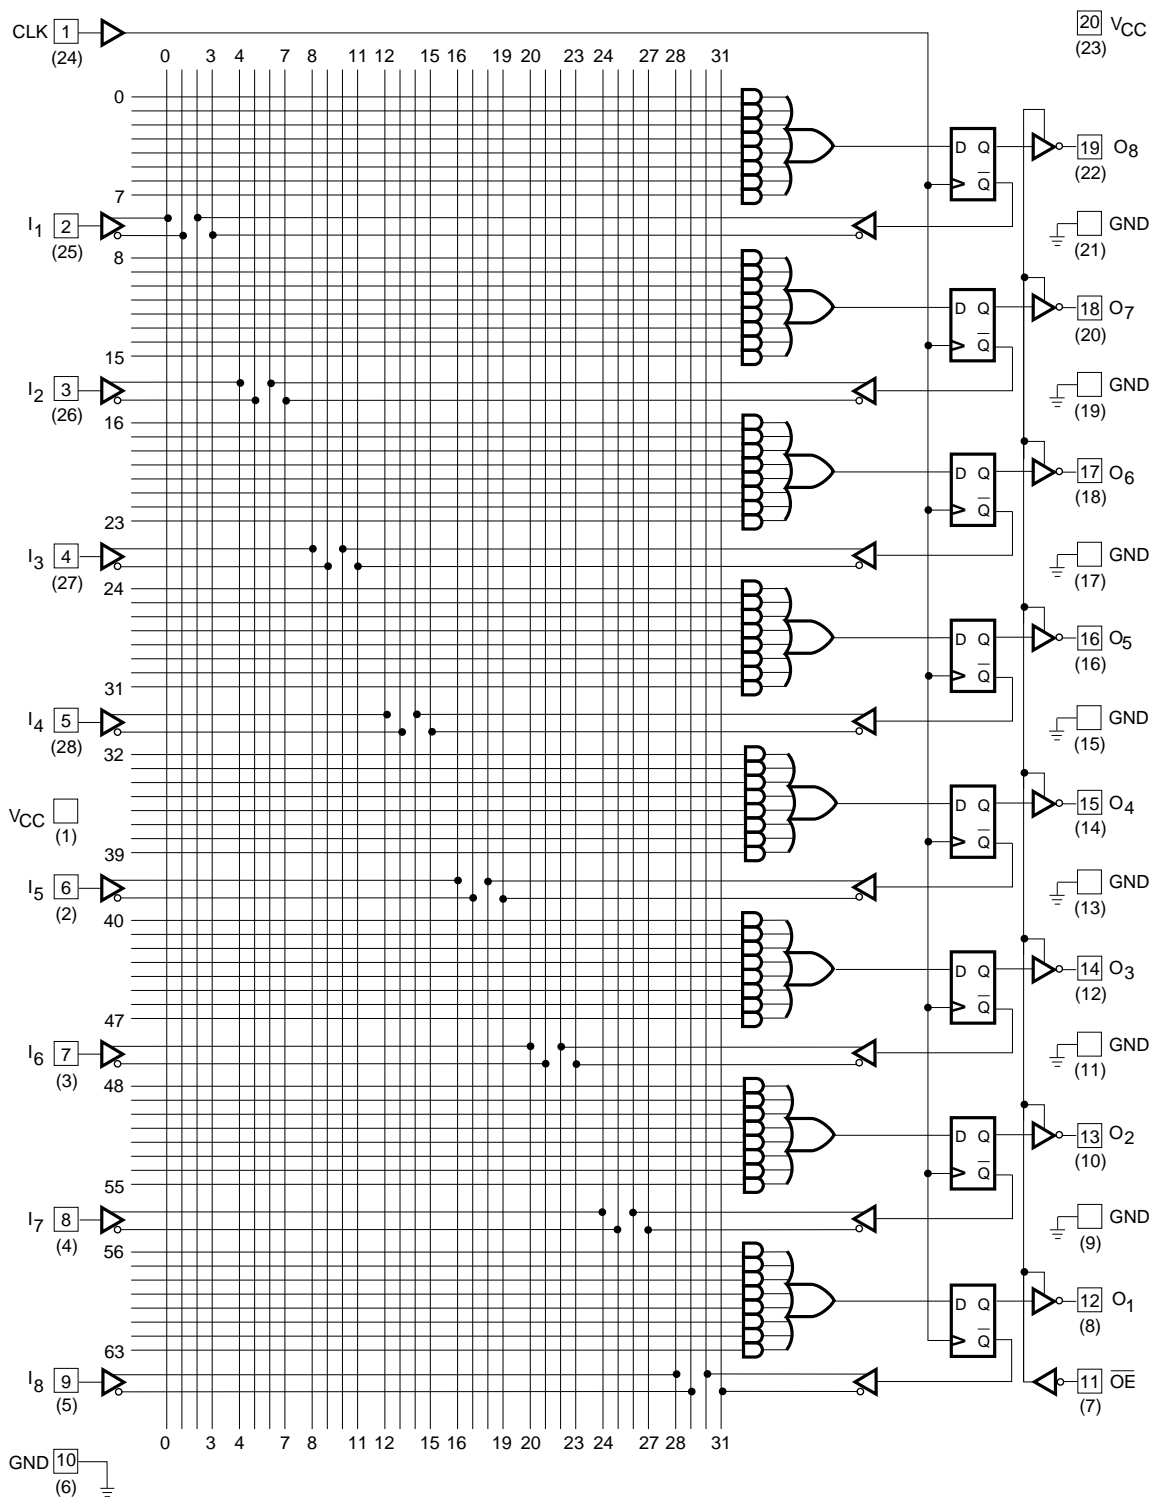 CLK 1 (24)
20 VCC (23)
0 3 4 7 8 11 12 15 16 19 20 23 24 27 28 31
0
D Q
19 O8 (22)
7
Q
I1 2 (25)
GND (21)
8
D Q
18 O7 (20)
15
Q
I2 3 (26)
GND (19)
16
D Q
17 O6 (18)
23
Q
I3 4 (27)
GND (17)
24
D Q
16 O5 (16)
31
Q
I4 5 (28)
GND (15)
32
D Q
15 O4 (14)
VCC (1)
39
Q
I5 6 (2)
GND (13)
40
D Q
14 O3 (12)
47
Q
I6 7 (3)
GND (11)
48
D Q
13 O2 (10)
55
Q
I7 8 (4)
GND (9)
56
D Q
12 O1 (8)
63
Q
I8 9 (5)
11 OE (7)
0 3 4 7 8 11 12 15 16 19 20 23 24 27 28 31
GND 10 (6)